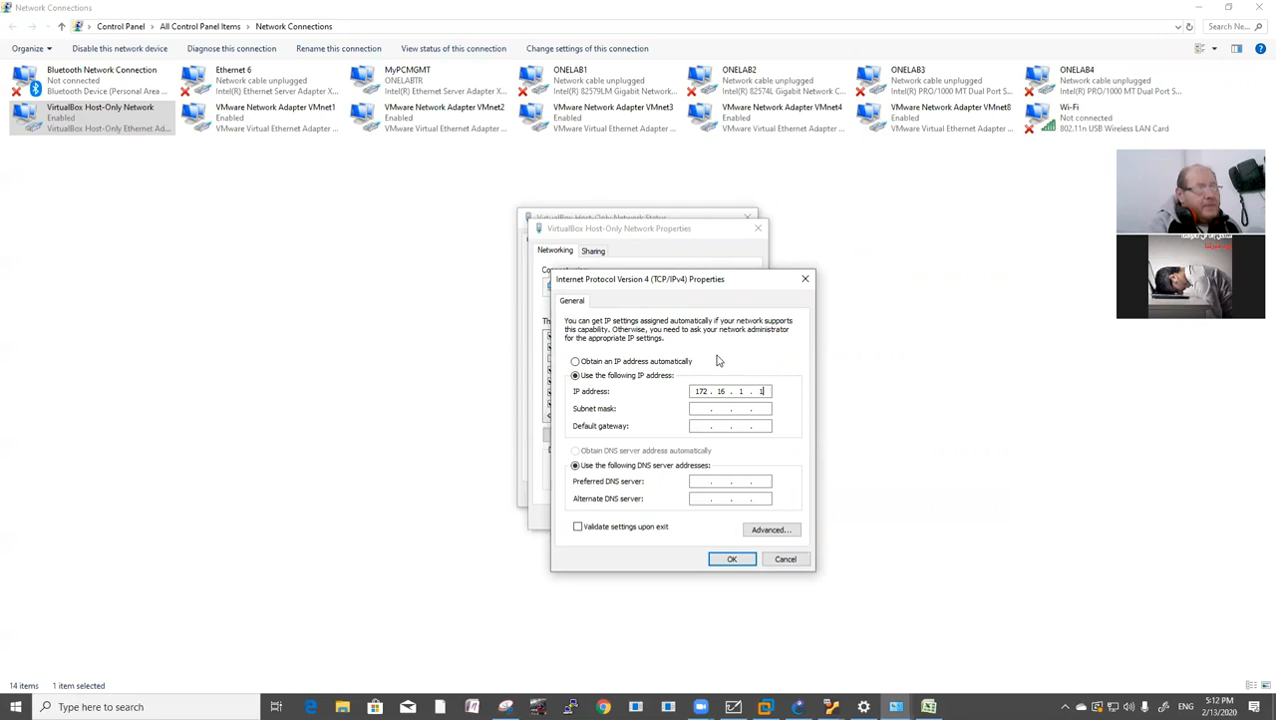 Network Connections
Control Panel > All Control Panel Items > Network Connections
Search Ne...
Organize Disable this network device Diagnose this connection Rename this connection View status of this connection Change settings of this connection
Bluetooth Network Connection
Not connected
Bluetooth Device (Personal Area ...
Ethernet 6
Network cable unplugged
Intel(R) Ethernet Server Adapter ...
MyPCMGMT
ONELABTR
Intel(R) Ethernet Server Adapter ...
ONELAB1
Network cable unplugged
Intel(R) 82579LM Gigabit Networ...
ONELAB2
Network cable unplugged
Intel(R) 82574L Gigabit Network C...
ONELAB3
Network cable unplugged
Intel(R) PRO/1000 MT Dual Port S...
ONELAB4
Network cable unplugged
Intel(R) PRO/1000 MT Dual Port S...
VirtualBox Host-Only Network
Enabled
VirtualBox Host-Only Ethernet Ad...
VMware Network Adapter VMnet1
Enabled
VMware Virtual Ethernet Adapter ...
VMware Network Adapter VMnet2
Enabled
VMware Virtual Ethernet Adapter ...
VMware Network Adapter VMnet3
Enabled
VMware Virtual Ethernet Adapter ...
VMware Network Adapter VMnet4
Enabled
VMware Virtual Ethernet Adapter ...
VMware Network Adapter VMnet8
Enabled
VMware Virtual Ethernet Adapter ...
Wi-Fi
Not connected
802.11n USB Wireless LAN Card
VirtualBox Host-Only Network Status
VirtualBox Host-Only Network Properties
Networking Sharing
Internet Protocol Version 4 (TCP/IPv4) Properties
General
You can get IP settings assigned automatically if your network supports
this capability. Otherwise, you need to ask your network administrator
for the appropriate IP settings.
Obtain an IP address automatically
Use the following IP address:
IP address: 172 . 16 . 1 . 1
Subnet mask: . . .
Default gateway: . . .
Obtain DNS server address automatically
Use the following DNS server addresses:
Preferred DNS server: . . .
Alternate DNS server: . . .
Validate settings upon exit
Advanced...
OK Cancel
14 items 1 item selected
Type here to search
ENG
5:12 PM
2/13/2020